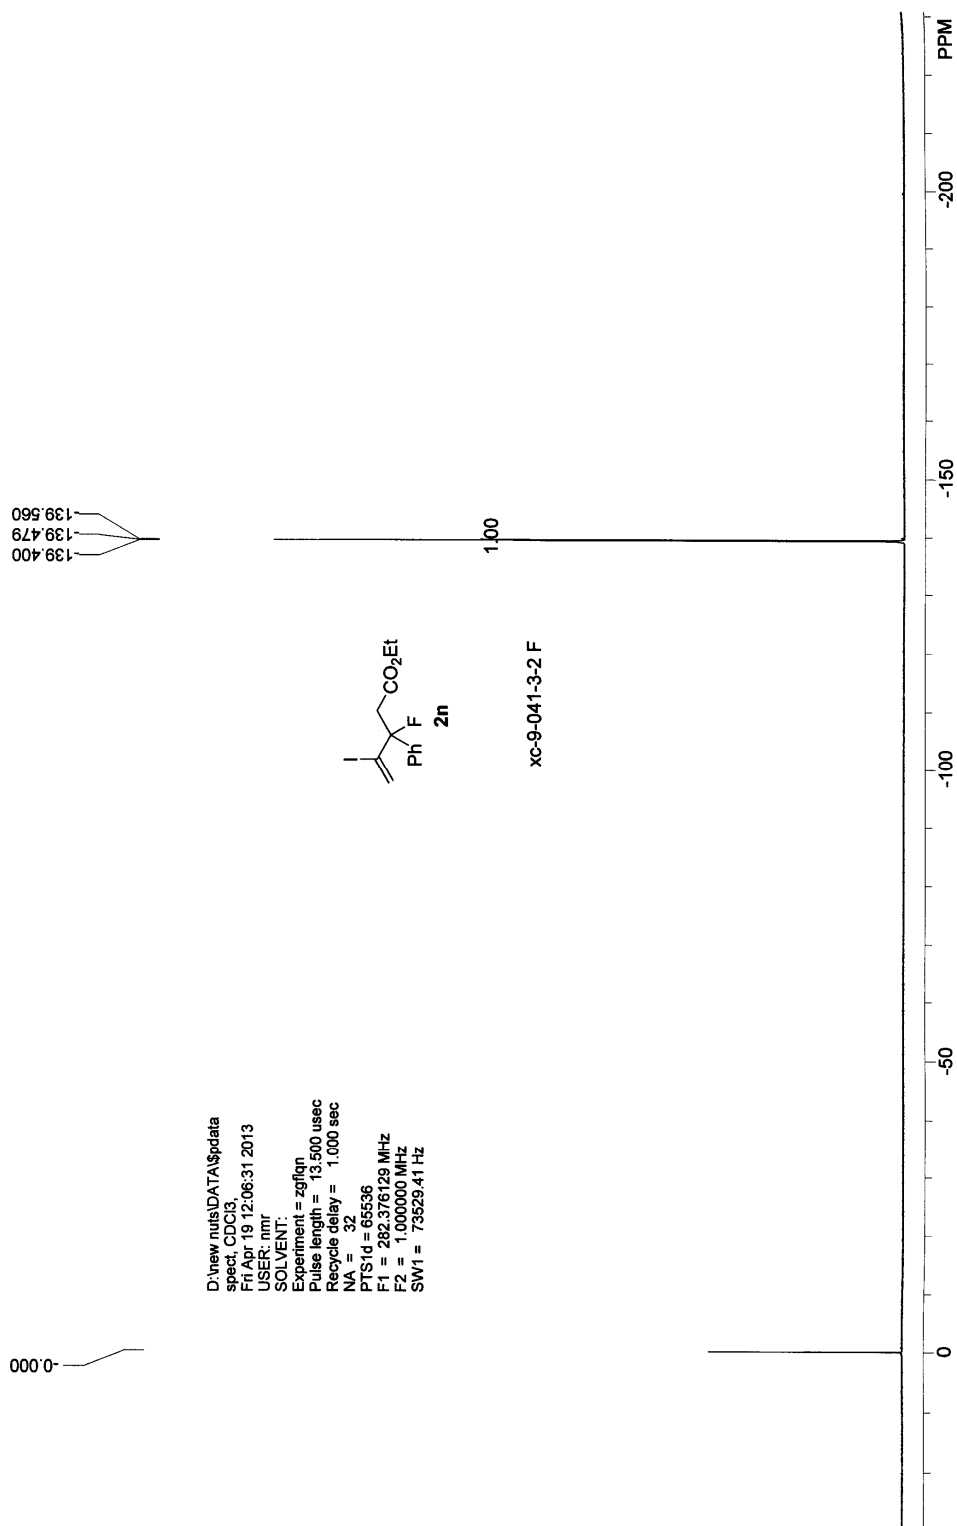 D:\new nuts\DATA\$pdata
spect, CDCl3,
Fri Apr 19 12:06:31 2013
USER: nmr
SOLVENT:
Experiment = zgflqn
Pulse length = 13.500 usec
Recycle delay = 1.000 sec
NA = 32
PTS1d = 65536
F1 = 282.376129 MHz
F2 = 1.000000 MHz
SW1 = 73529.41 Hz
-0.000
-139.400
-139.479
-139.560
I
CO2Et
Ph
F
2n
xc-9-041-3-2 F
1.00
0
-50
-100
-150
-200
PPM